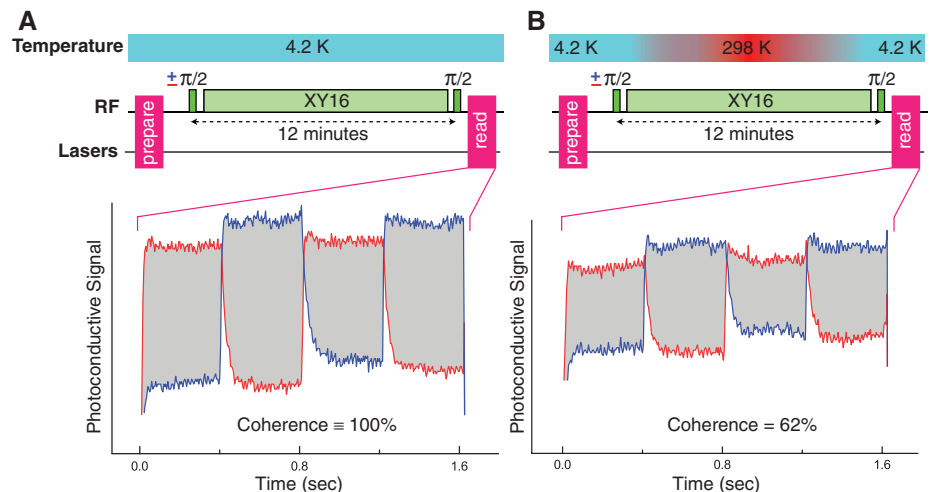 A
Temperature
4.2 K
± π/2 π/2
RF
XY16
prepare
12 minutes
read
Lasers
Photoconductive Signal
Coherence ≡ 100%
0.0 0.8 1.6
Time (sec)
B
4.2 K 298 K 4.2 K
± π/2 π/2
XY16
prepare
12 minutes
read
Photoconductive Signal
Coherence = 62%
0.0 0.8 1.6
Time (sec)